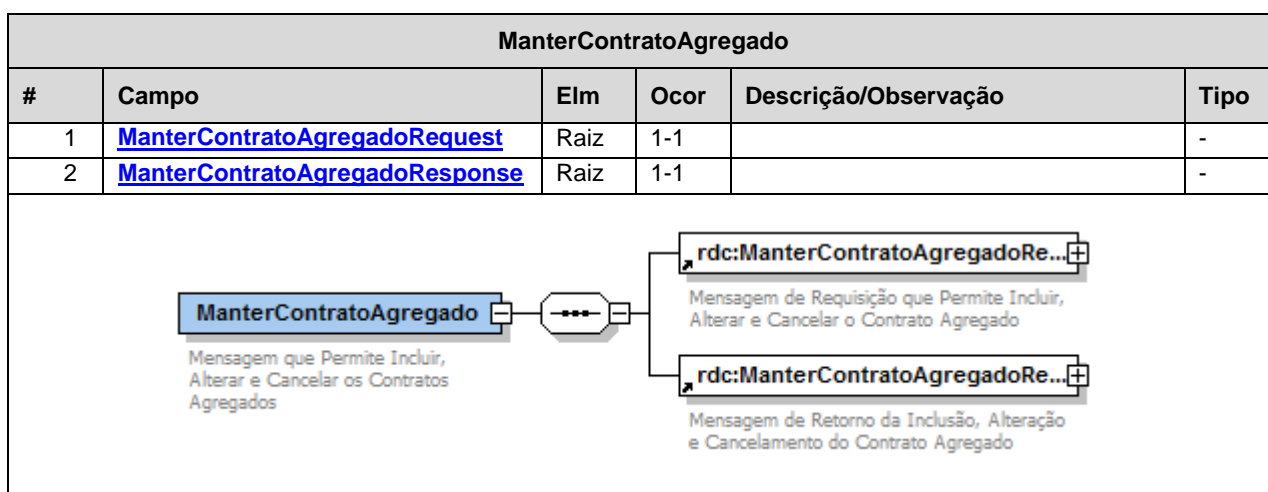 ManterContratoAgregado
# Campo Elm Ocor Descrição/Observação Tipo
1 ManterContratoAgregadoRequest Raiz 1-1 -
2 ManterContratoAgregadoResponse Raiz 1-1 -
rdc:ManterContratoAgregadoRe...
Mensagem de Requisição que Permite Incluir,
Alterar e Cancelar o Contrato Agregado
ManterContratoAgregado
Mensagem que Permite Incluir,
Alterar e Cancelar os Contratos
Agregados
rdc:ManterContratoAgregadoRe...
Mensagem de Retorno da Inclusão, Alteração
e Cancelamento do Contrato Agregado